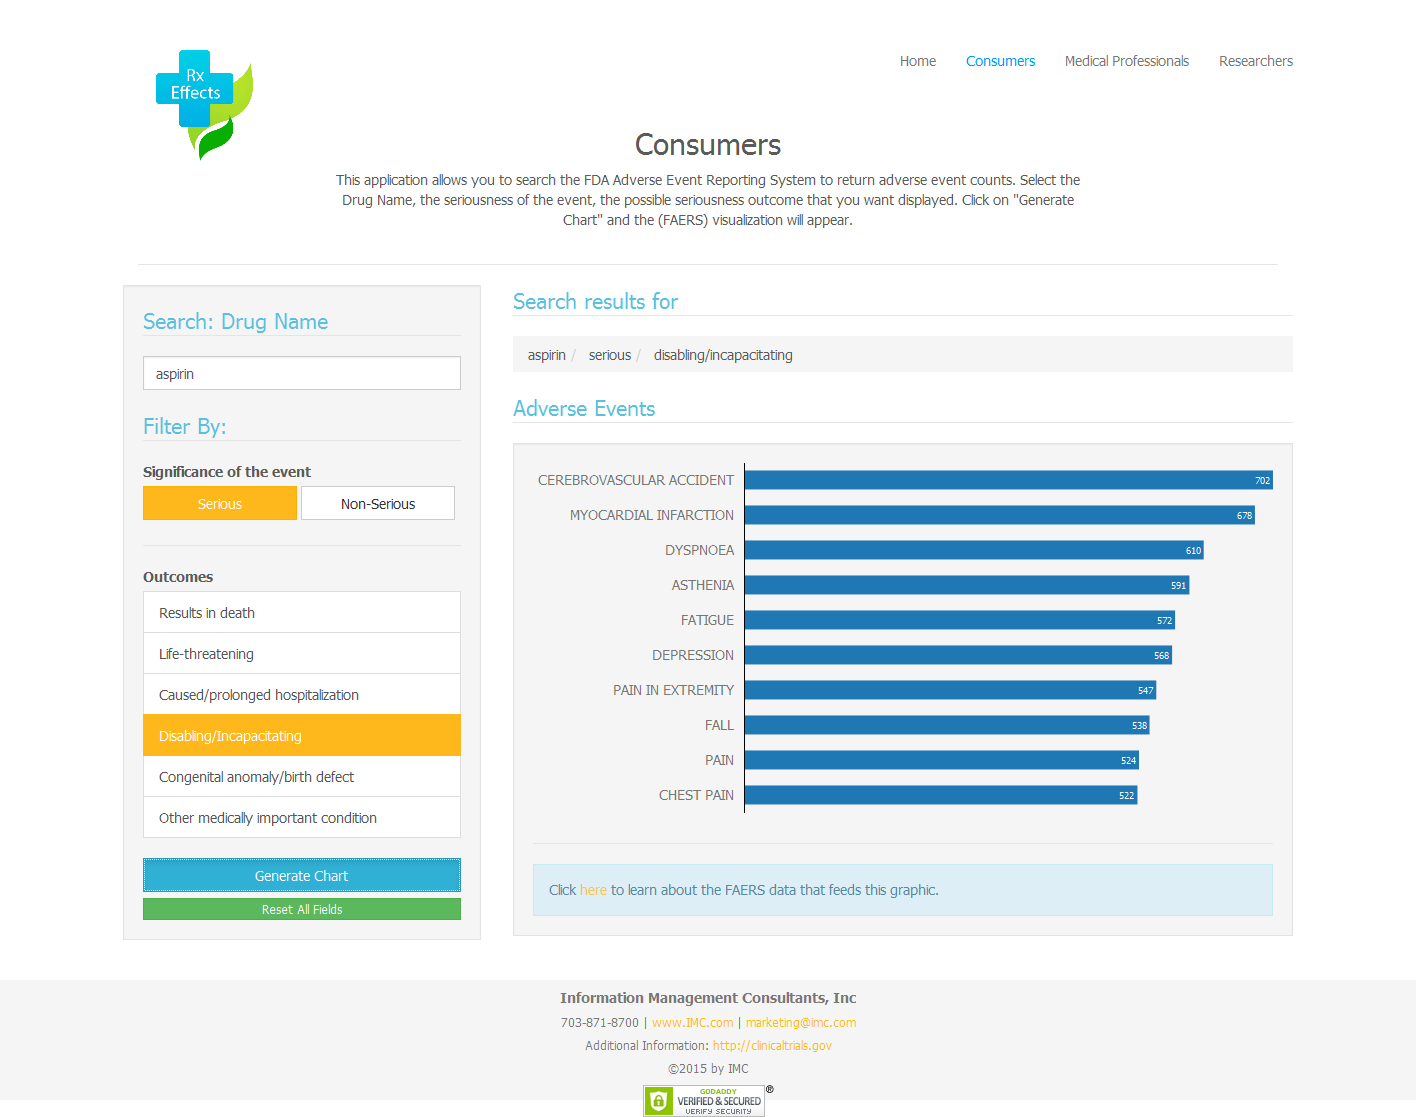 Rx
Effects
Home Consumers Medical Professionals Researchers
Consumers
This application allows you to search the FDA Adverse Event Reporting System to return adverse event counts. Select the
Drug Name, the seriousness of the event, the possible seriousness outcome that you want displayed. Click on "Generate
Chart" and the (FAERS) visualization will appear.
Search: Drug Name
aspirin
Filter By:
Significance of the event
Serious Non-Serious
Outcomes
Results in death
Life-threatening
Caused/prolonged hospitalization
Disabling/Incapacitating
Congenital anomaly/birth defect
Other medically important condition
Generate Chart
Reset All Fields
Search results for
aspirin / serious / disabling/incapacitating
Adverse Events
CEREBROVASCULAR ACCIDENT 702
MYOCARDIAL INFARCTION 678
DYSPNOEA 610
ASTHENIA 591
FATIGUE 572
DEPRESSION 568
PAIN IN EXTREMITY 547
FALL 538
PAIN 524
CHEST PAIN 522
Click here to learn about the FAERS data that feeds this graphic.
Information Management Consultants, Inc
703-871-8700 | www.IMC.com | marketing@imc.com
Additional Information: http://clinicaltrials.gov
©2015 by IMC
GODADDY
VERIFIED & SECURED
VERIFY SECURITY
®